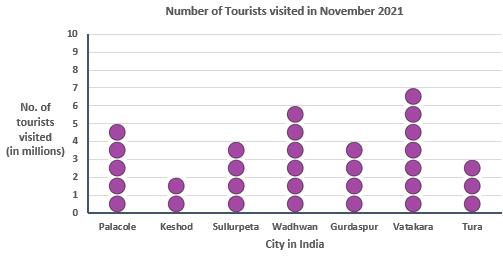 Number of Tourists visited in November 2021
10
9
8
7
6
5
4
3
2
1
0
No. of
tourists
visited
(in millions)
Palacole Keshod Sullurpeta Wadhwan Gurdaspur Vatakara Tura
City in India